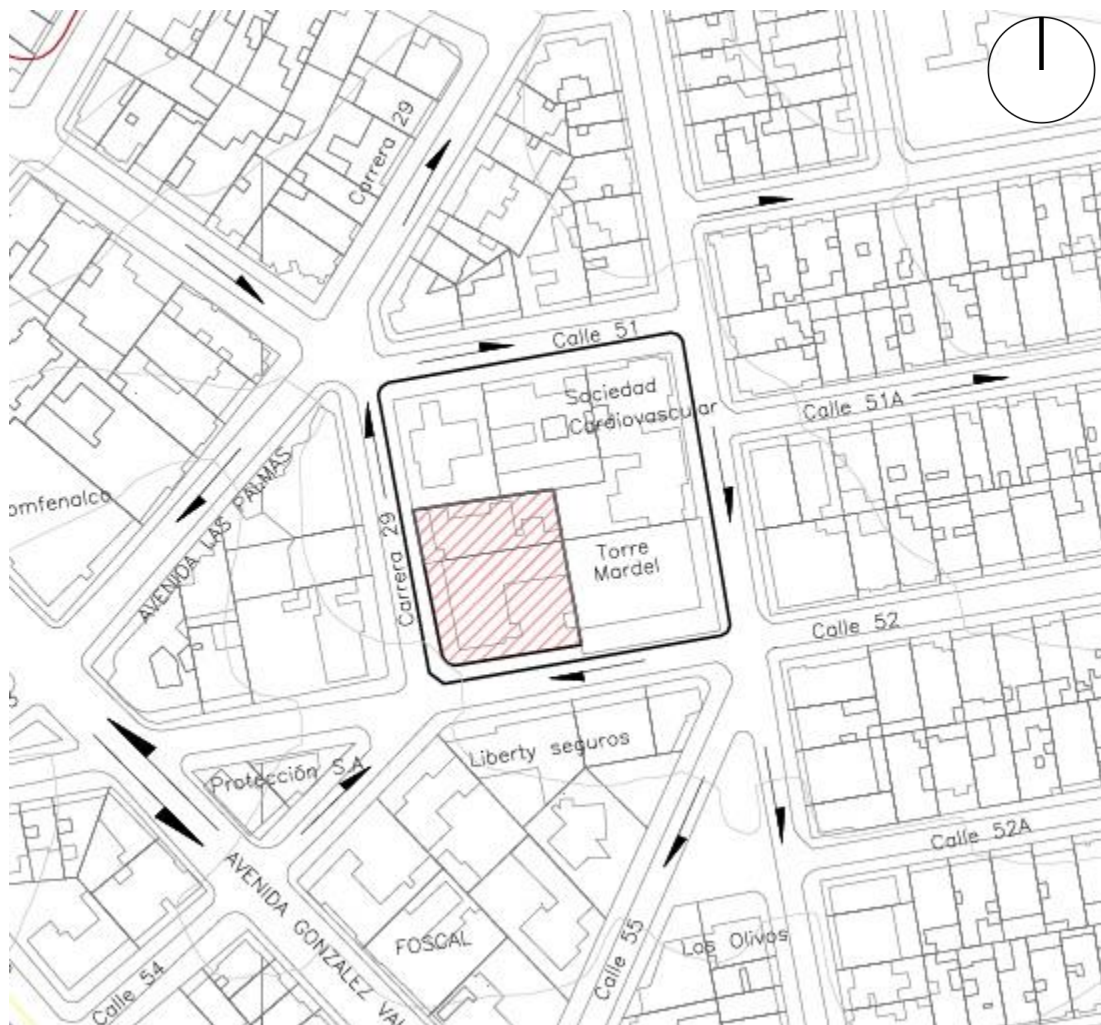 Carrera 29
Calle 51
Sociedad
Cardiovascular
Calle 51A
omfenalco
AVENIDA LAS PALMAS
Carrera 29
Torre
Mardel
Calle 52
Liberty seguros
Protección S.A
Calle 52A
AVENIDA GONZALEZ VAL
FOSCAL
Los Olivos
Calle 55
Calle 54